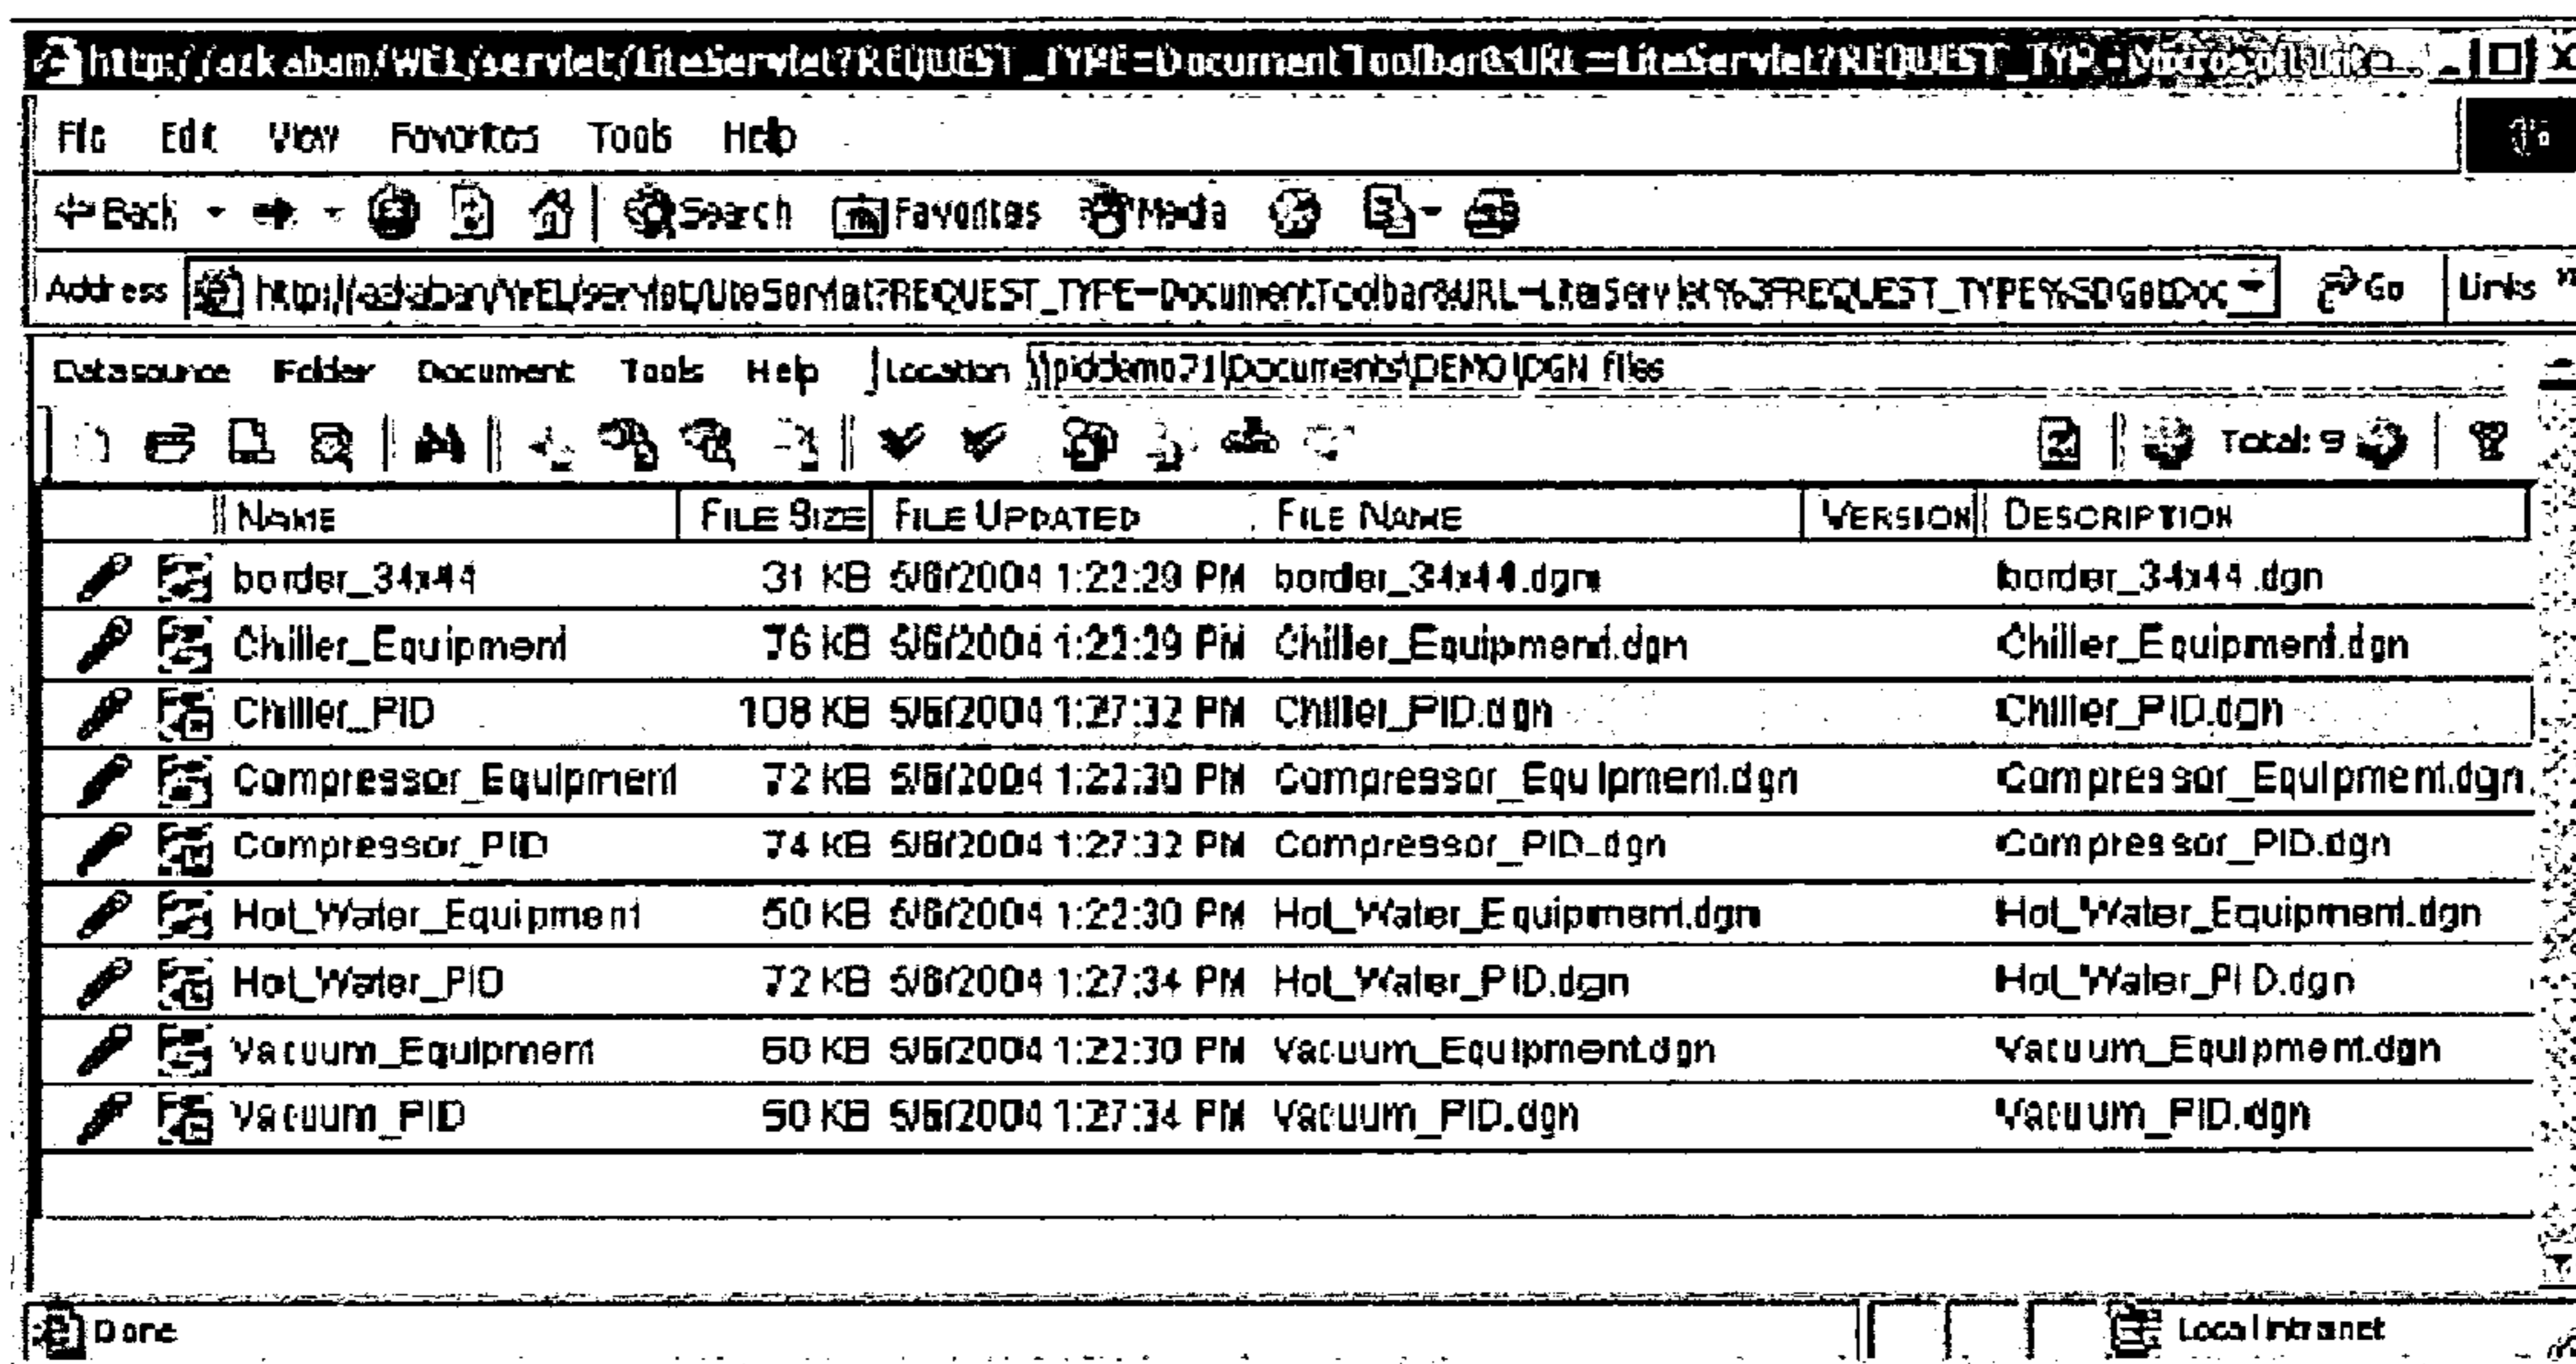 File Edit View Favorites Tools Help
Back Search Favorites Media
Address Go Links »
Datasource Folder Document Tools Help Location \\piddemo71\Documents\DEMO\DGN files
Total: 9
NAME FILE SIZE FILE UPDATED FILE NAME VERSION DESCRIPTION
border_34x44 31 KB 5/6/2004 1:22:29 PM border_34x44.dgn border_34x44.dgn
Chiller_Equipment 76 KB 5/6/2004 1:22:29 PM Chiller_Equipment.dgn Chiller_Equipment.dgn
Chiller_PID 108 KB 5/6/2004 1:27:32 PM Chiller_PID.dgn Chiller_PID.dgn
Compressor_Equipment 72 KB 5/6/2004 1:22:30 PM Compressor_Equipment.dgn Compressor_Equipment.dgn
Compressor_PID 74 KB 5/6/2004 1:27:32 PM Compressor_PID.dgn Compressor_PID.dgn
Hot_Water_Equipment 50 KB 5/6/2004 1:22:30 PM Hot_Water_Equipment.dgn Hot_Water_Equipment.dgn
Hot_Water_PID 72 KB 5/6/2004 1:27:34 PM Hot_Water_PID.dgn Hot_Water_PID.dgn
Vacuum_Equipment KB 5/6/2004 1:22:30 PM Vacuum_Equipment.dgn Vacuum_Equipment.dgn
Vacuum_PID 50 KB 5/6/2004 1:27:34 PM Vacuum_PID.dgn Vacuum_PID.dgn
Done Local intranet